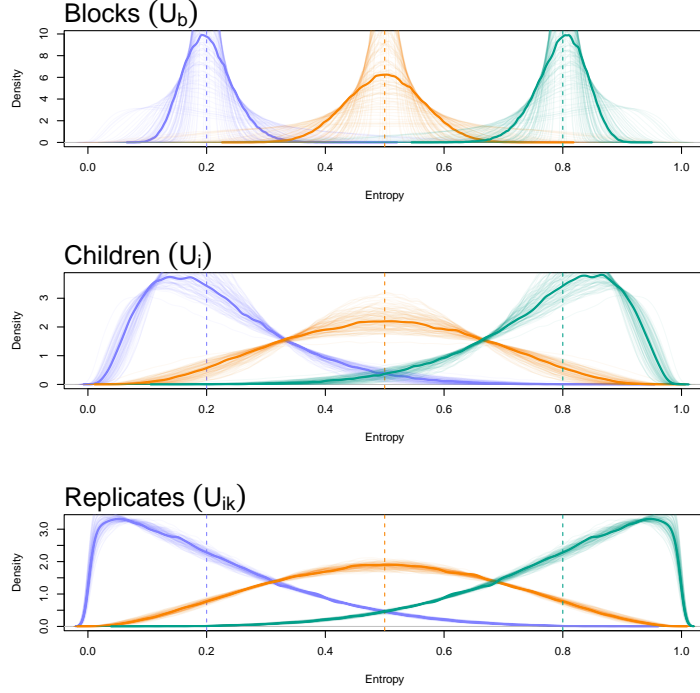 Blocks (U_b)
Density
0 2 4 6 8 10
0.0 0.2 0.4 0.6 0.8 1.0
Entropy
Children (U_i)
Density
0 1 2 3
0.0 0.2 0.4 0.6 0.8 1.0
Entropy
Replicates (U_ik)
Density
0.0 1.0 2.0 3.0
0.0 0.2 0.4 0.6 0.8 1.0
Entropy